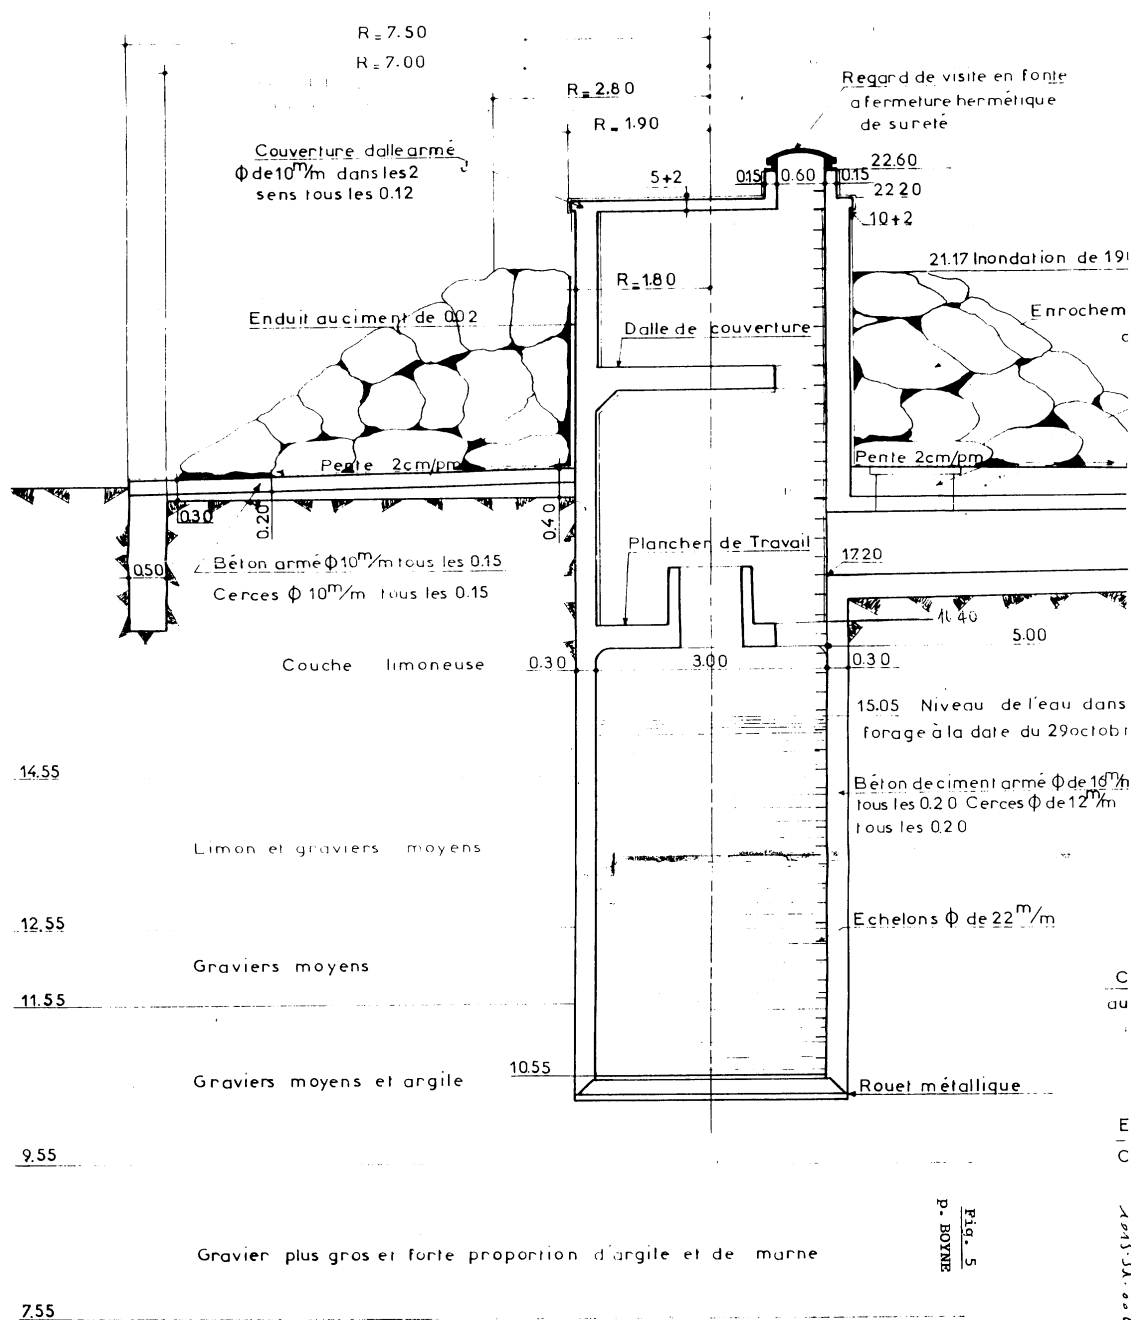 R=7.50
R=7.00
R=2.80
R=1.90
Regard de visite en fonte
a fermeture hermétique
de sureté
Couverture dalle armé
Φ de 10 m/m dans les 2
sens tous les 0.12
5+2
0.15 0.60 0.15
22.60
22 20
10+2
21.17 Inondation de 19
R=1.80
Enduit au ciment de 0.02
Dalle de couverture
Enrochem
Pente 2cm/pm
Pente 2cm/pm
0.30
0.20
0.40
Plancher de Travail
17.20
0.50
Béton armé Φ 10 m/m tous les 0.15
Cerces Φ 10 m/m tous les 0.15
16.40
5.00
Couche limoneuse
0.30
3.00
0.30
15.05 Niveau de l'eau dans
forage à la date du 29 octob
14.55
Béton de ciment armé Φ de 10 m/m
tous les 0.20 Cerces Φ de 12 m/m
tous les 0.20
Limon et graviers moyens
12.55
Echelons Φ de 22 m/m
Graviers moyens
C
11.55
au
10.55
Graviers moyens et argile
Rouet métallique
E
9.55
C
Fig. 5
P. BOYNE
Gravier plus gros et forte proportion d'argile et de marne
7.55